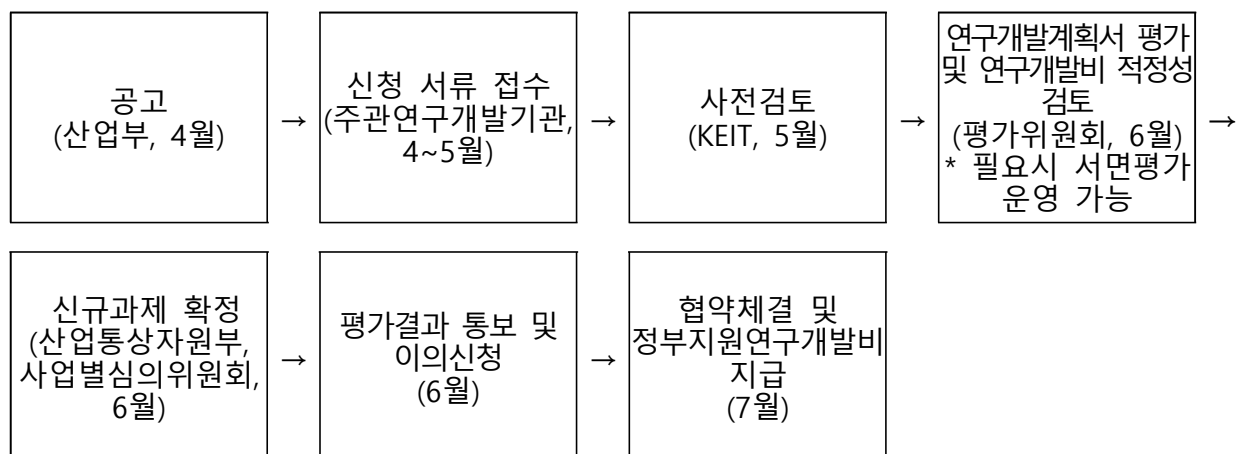 공고
(산업부, 4월)
→
신청 서류 접수
(주관연구개발기관,
4~5월)
→
사전검토
(KEIT, 5월)
→
연구개발계획서 평가
및 연구개발비 적정성
검토
(평가위원회, 6월)
* 필요시 서면평가
운영 가능
→
신규과제 확정
(산업통상자원부,
사업별심의위원회,
6월)
→
평가결과 통보 및
이의신청
(6월)
→
협약체결 및
정부지원연구개발비
지급
(7월)